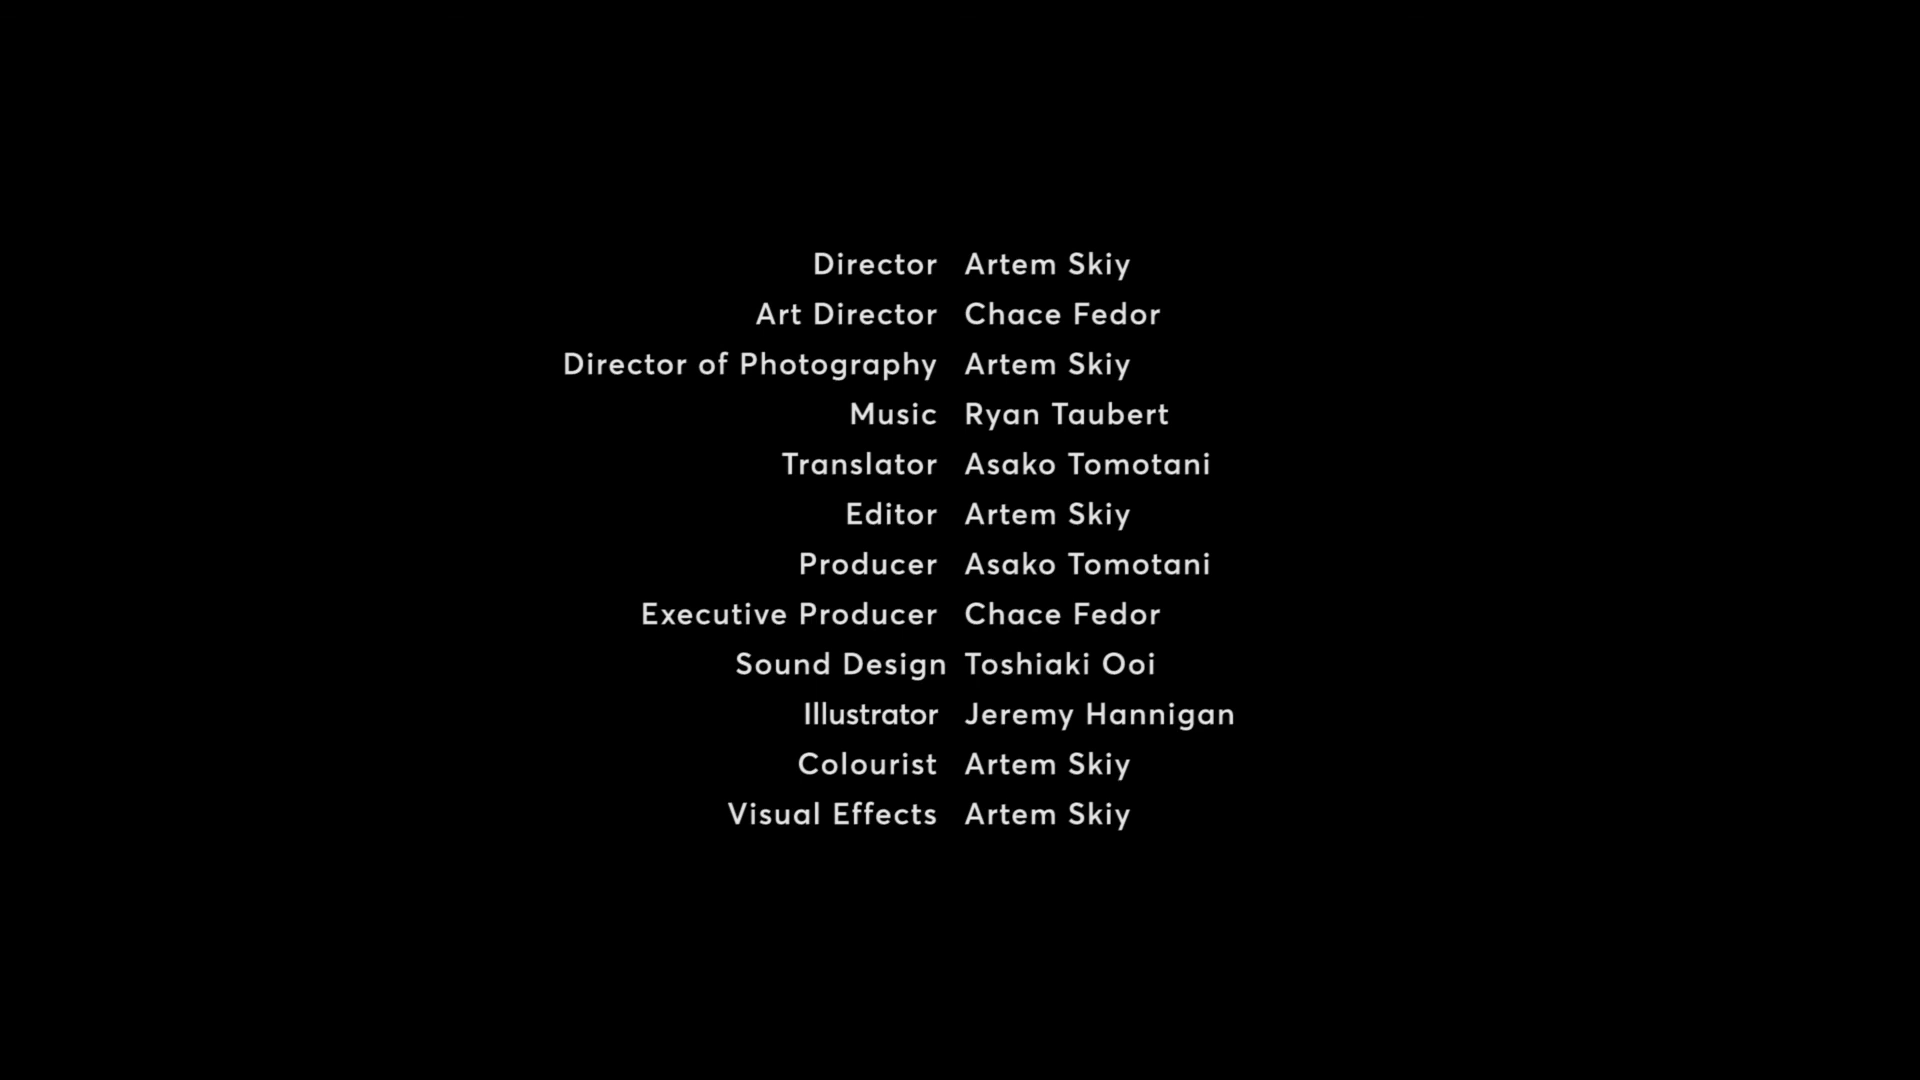 Director Artem Skiy
Art Director Chace Fedor
Director of Photography Artem Skiy
Music Ryan Taubert
Translator Asako Tomotani
Editor Artem Skiy
Producer Asako Tomotani
Executive Producer Chace Fedor
Sound Design Toshiaki Ooi
Illustrator Jeremy Hannigan
Colourist Artem Skiy
Visual Effects Artem Skiy